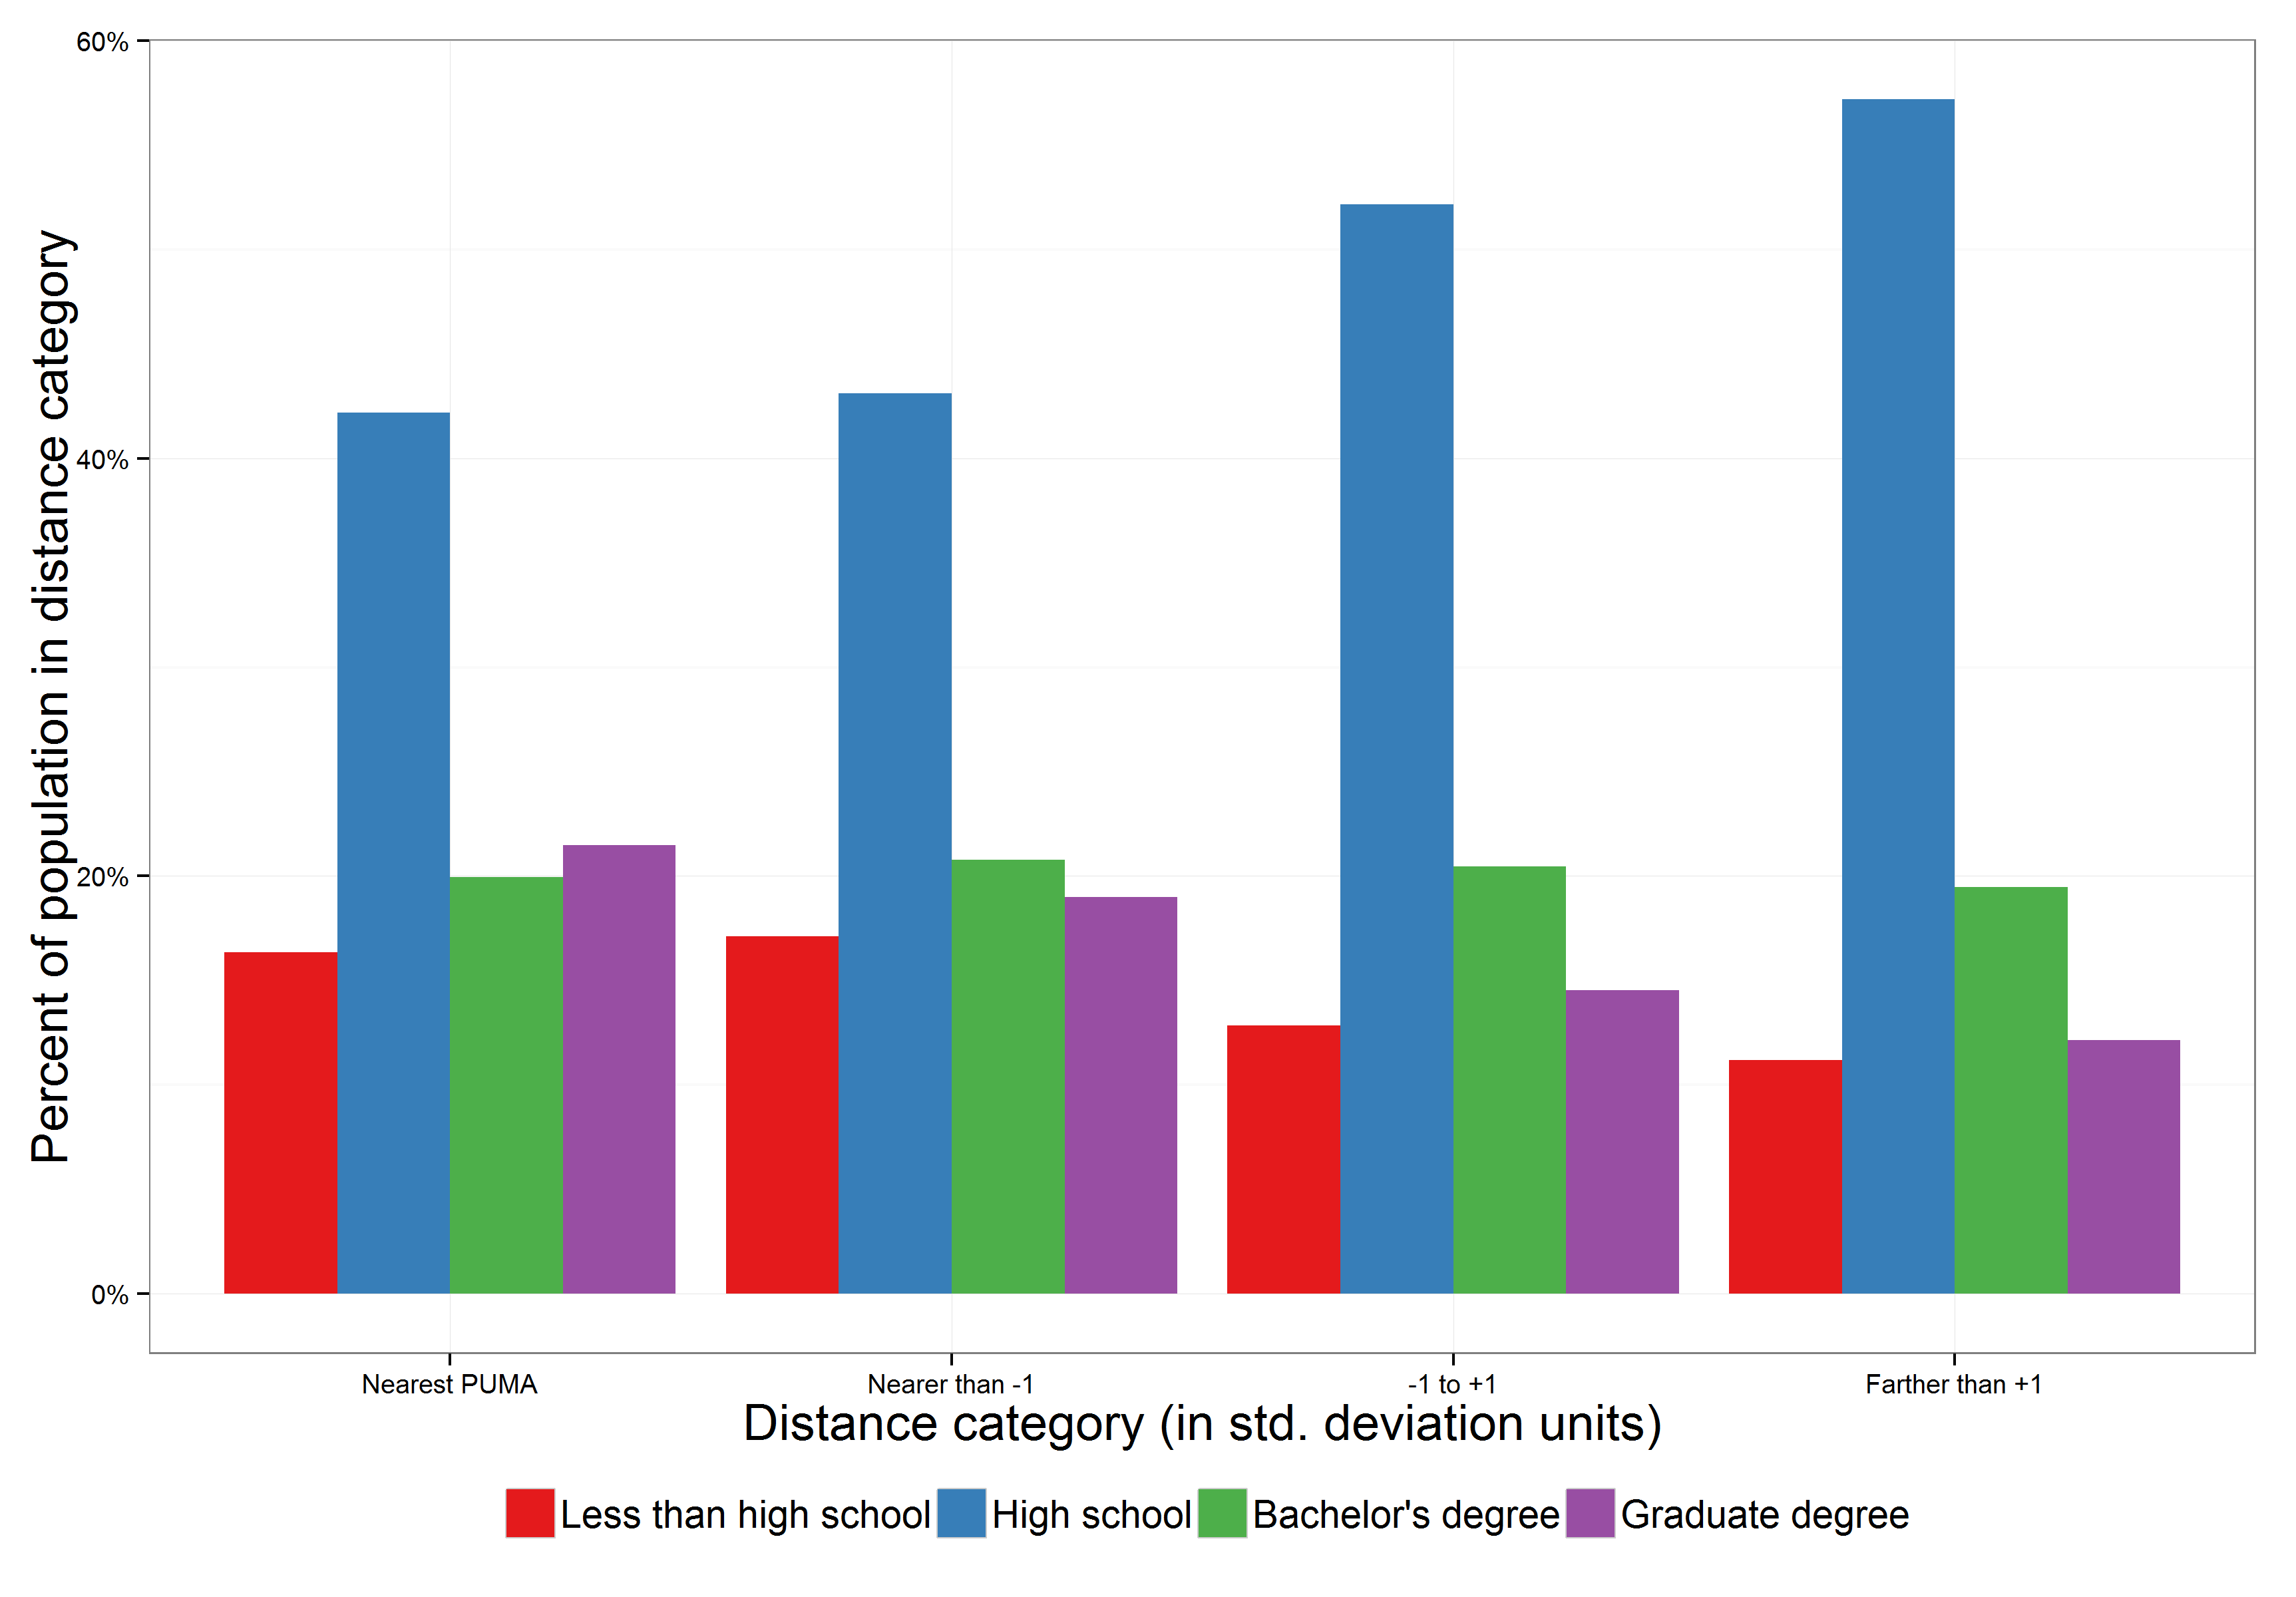 Percent of population in distance category
60%
40%
20%
0%
Nearest PUMA
Nearer than -1
-1 to +1
Farther than +1
Distance category (in std. deviation units)
Less than high school
High school
Bachelor's degree
Graduate degree